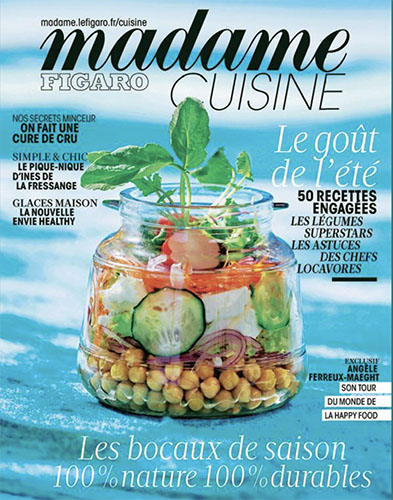 madame.lefigaro.fr/cuisine
madame
FIGARO
CUISINE
NOS SECRETS MINCEUR
ON FAIT UNE
CURE DE CRU
SIMPLE & CHIC
LE PIQUE-NIQUE
D'INES DE
LA FRESSANGE
GLACES MAISON
LA NOUVELLE
ENVIE HEALTHY
Le goût
de l'été
50 RECETTES
ENGAGÉES
LES LÉGUMES
SUPERSTARS
LES ASTUCES
DES CHEFS
LOCAVORES
EXCLUSIF
ANGÈLE
FERREUX-MAEGHT
SON TOUR
DU MONDE DE
LA HAPPY FOOD
Les bocaux de saison
100% nature 100% durables